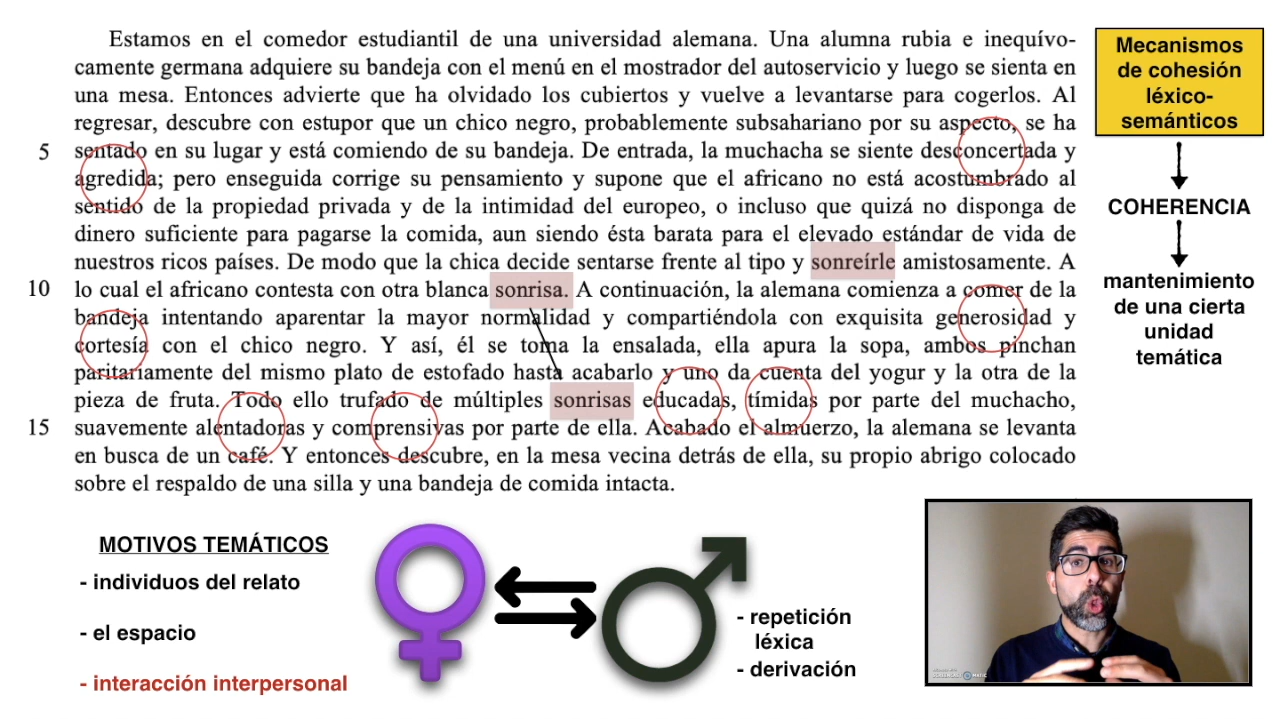 Estamos en el comedor estudiantil de una universidad alemana. Una alumna rubia e inequívo-
camente germana adquiere su bandeja con el menú en el mostrador del autoservicio y luego se sienta en
una mesa. Entonces advierte que ha olvidado los cubiertos y vuelve a levantarse para cogerlos. Al
regresar, descubre con estupor que un chico negro, probablemente subsahariano por su aspecto, se ha
5 sentado en su lugar y está comiendo de su bandeja. De entrada, la muchacha se siente desconcertada y
agredida; pero enseguida corrige su pensamiento y supone que el africano no está acostumbrado al
sentido de la propiedad privada y de la intimidad del europeo, o incluso que quizá no disponga de
dinero suficiente para pagarse la comida, aun siendo ésta barata para el elevado estándar de vida de
nuestros ricos países. De modo que la chica decide sentarse frente al tipo y sonreírle amistosamente. A
10 lo cual el africano contesta con otra blanca sonrisa. A continuación, la alemana comienza a comer de la
bandeja intentando aparentar la mayor normalidad y compartiéndola con exquisita generosidad y
cortesía con el chico negro. Y así, él se toma la ensalada, ella apura la sopa, ambos pinchan
paritariamente del mismo plato de estofado hasta acabarlo y uno da cuenta del yogur y la otra de la
pieza de fruta. Todo ello trufado de múltiples sonrisas educadas, tímidas por parte del muchacho,
15 suavemente alentadoras y comprensivas por parte de ella. Acabado el almuerzo, la alemana se levanta
en busca de un café. Y entonces descubre, en la mesa vecina detrás de ella, su propio abrigo colocado
sobre el respaldo de una silla y una bandeja de comida intacta.
Mecanismos
de cohesión
léxico-
semánticos
COHERENCIA
mantenimiento
de una cierta
unidad
temática
MOTIVOS TEMÁTICOS
- individuos del relato
- el espacio
- interacción interpersonal
- repetición
léxica
- derivación